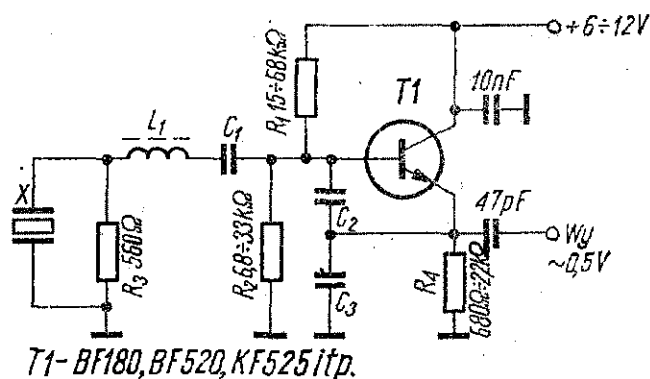 +6÷12V
R1 15÷68kΩ
T1
10nF
L1
C1
X
R3 560Ω
R2 6,8÷33kΩ
C2
C3
47pF
Wy
~0,5V
R4
680Ω÷2,2kΩ
T1- BF180, BF520, KF525 itp.